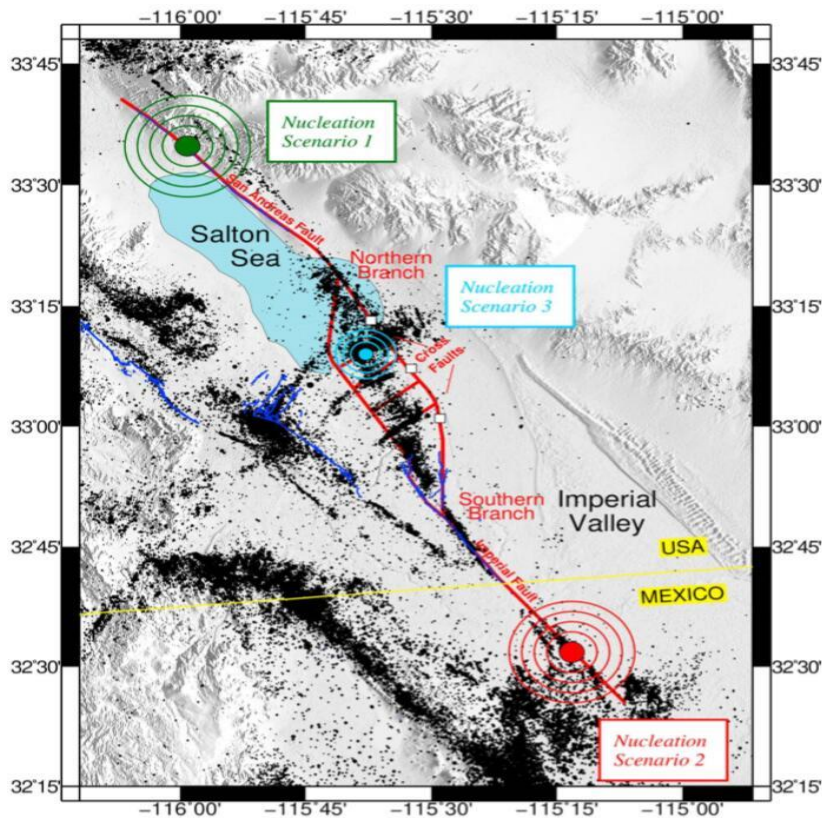 −116°00' −115°45' −115°30' −115°15' −115°00'
33°45' 33°45'
Nucleation
Scenario 1
33°30' 33°30'
San Andreas Fault
Salton
Sea
Northern
Branch
33°15' 33°15'
Nucleation
Scenario 3
Cross
Faults
33°00' 33°00'
Southern
Branch
Imperial
Valley
32°45' 32°45'
Imperial Fault
USA
MEXICO
32°30' 32°30'
Nucleation
Scenario 2
32°15' 32°15'
−116°00' −115°45' −115°30' −115°15' −115°00'